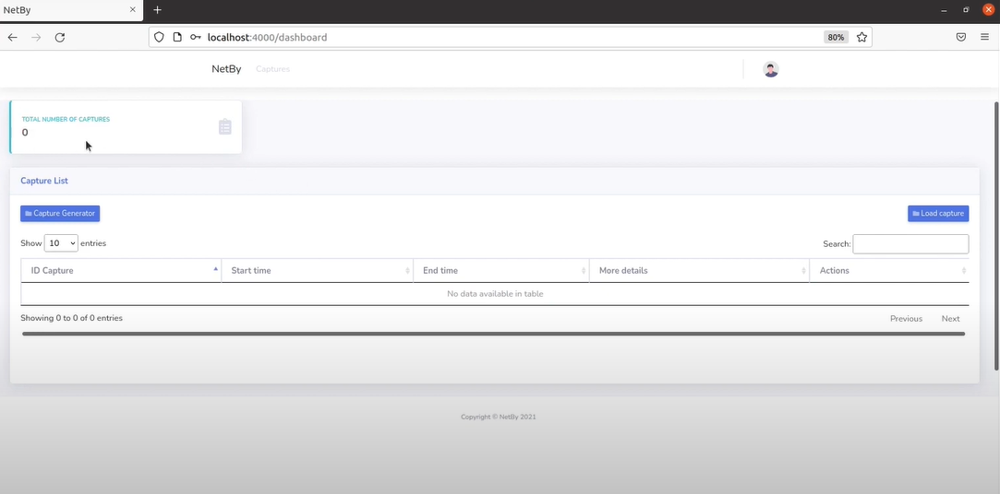 NetBy
localhost:4000/dashboard
80%
NetBy Captures
TOTAL NUMBER OF CAPTURES
0
Capture List
Capture Generator Load capture
Show 10 entries Search:
ID Capture Start time End time More details Actions
No data available in table
Showing 0 to 0 of 0 entries Previous Next
Copyright © NetBy 2021